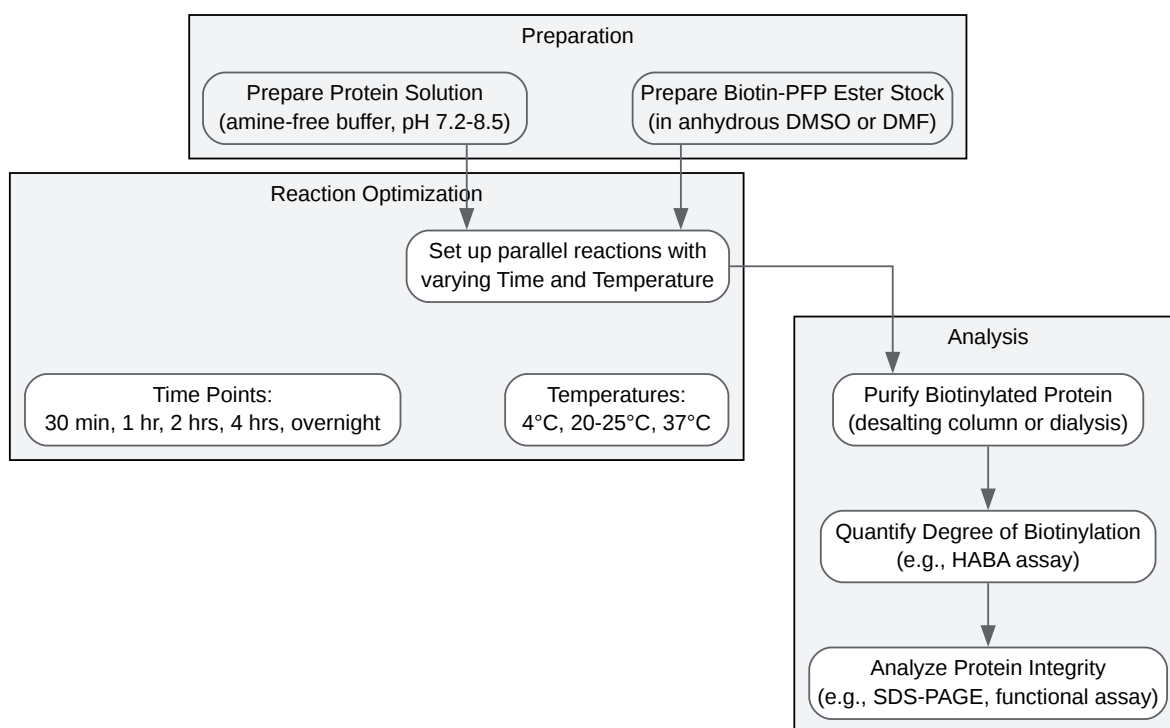 Preparation
Prepare Protein Solution
(amine-free buffer, pH 7.2-8.5)
Prepare Biotin-PFP Ester Stock
(in anhydrous DMSO or DMF)
Reaction Optimization
Set up parallel reactions with
varying Time and Temperature
Time Points:
30 min, 1 hr, 2 hrs, 4 hrs, overnight
Temperatures:
4°C, 20-25°C, 37°C
Analysis
Purify Biotinylated Protein
(desalting column or dialysis)
Quantify Degree of Biotinylation
(e.g., HABA assay)
Analyze Protein Integrity
(e.g., SDS-PAGE, functional assay)